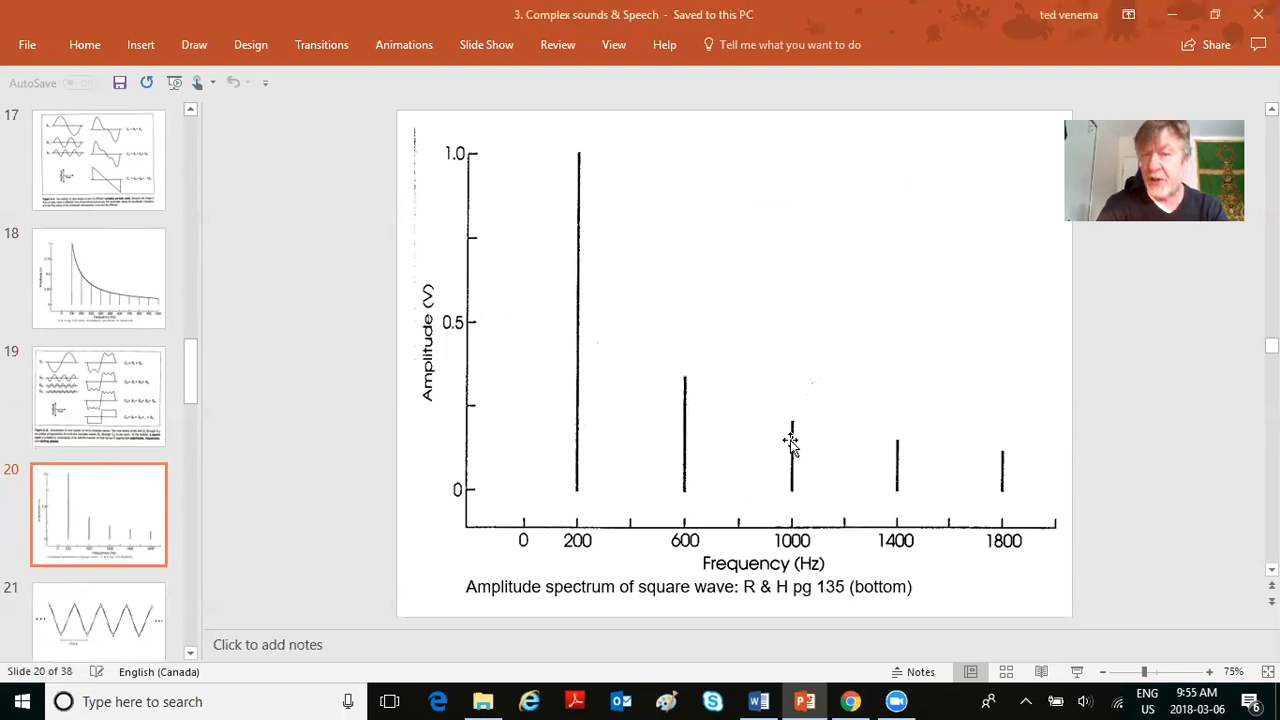 3. Complex sounds & Speech - Saved to this PC
ted venema
File Home Insert Draw Design Transitions Animations Slide Show Review View Help Tell me what you want to do Share
AutoSave
17
18
19
20
21
1.0
0.5
0
Amplitude (V)
0 200 600 1000 1400 1800
Frequency (Hz)
Amplitude spectrum of square wave: R & H pg 135 (bottom)
Click to add notes
Slide 20 of 38 English (Canada) Notes 75%
Type here to search
ENG
US
9:55 AM
2018-03-06
6